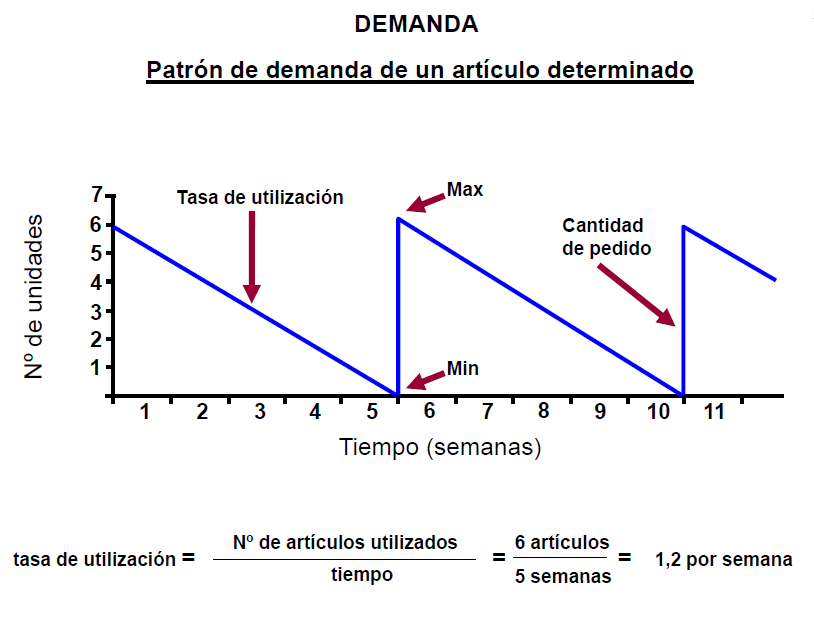 DEMANDA
Patrón de demanda de un artículo determinado
Tasa de utilización
Max
Cantidad
de pedido
Min
Nº de unidades
7
6
5
4
3
2
1
1 2 3 4 5 6 7 8 9 10 11
Tiempo (semanas)
tasa de utilización = Nº de artículos utilizados = 6 artículos = 1,2 por semana
tiempo 5 semanas